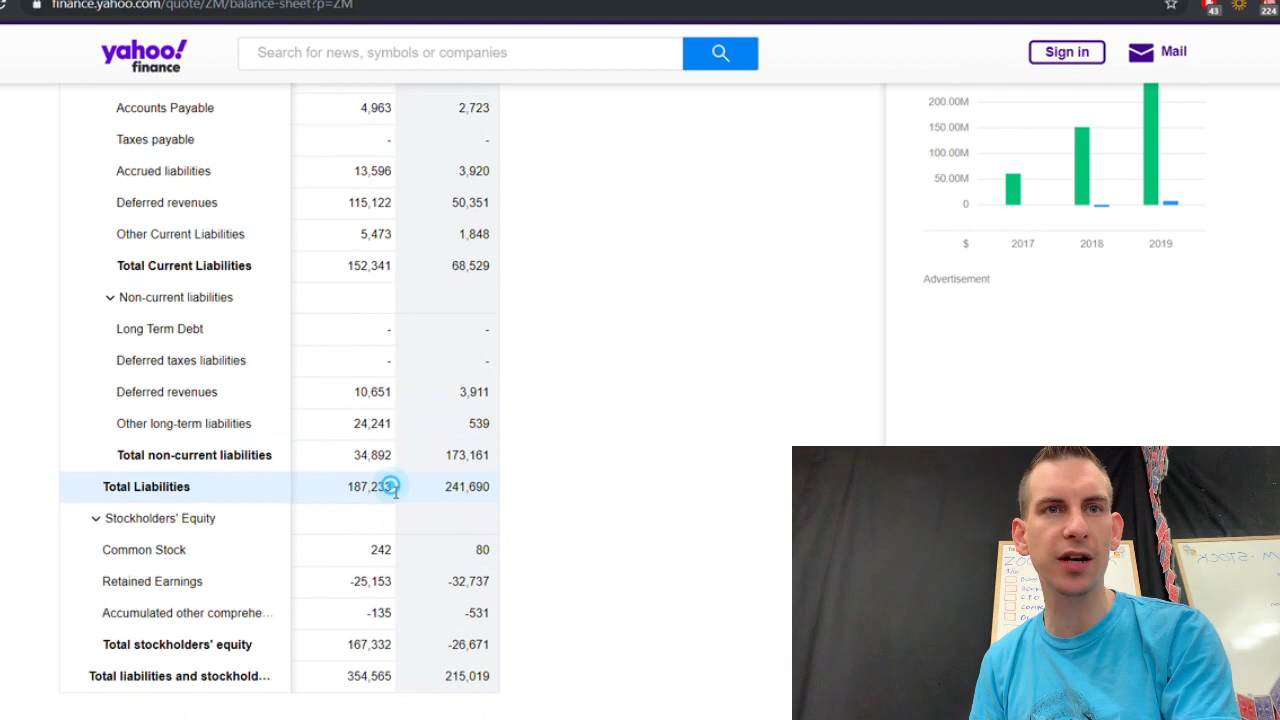 finance.yahoo.com/quote/ZM/balance-sheet?p=ZM
43
224
yahoo!
finance
Search for news, symbols or companies
Sign in
Mail
Accounts Payable 4,963 2,723
Taxes payable - -
Accrued liabilities 13,596 3,920
Deferred revenues 115,122 50,351
Other Current Liabilities 5,473 1,848
Total Current Liabilities 152,341 68,529
Non-current liabilities
Long Term Debt - -
Deferred taxes liabilities - -
Deferred revenues 10,651 3,911
Other long-term liabilities 24,241 539
Total non-current liabilities 34,892 173,161
Total Liabilities 187,233 241,690
Stockholders' Equity
Common Stock 242 80
Retained Earnings -25,153 -32,737
Accumulated other comprehe... -135 -531
Total stockholders' equity 167,332 -26,671
Total liabilities and stockhold... 354,565 215,019
200.00M
150.00M
100.00M
50.00M
0
$ 2017 2018 2019
Advertisement